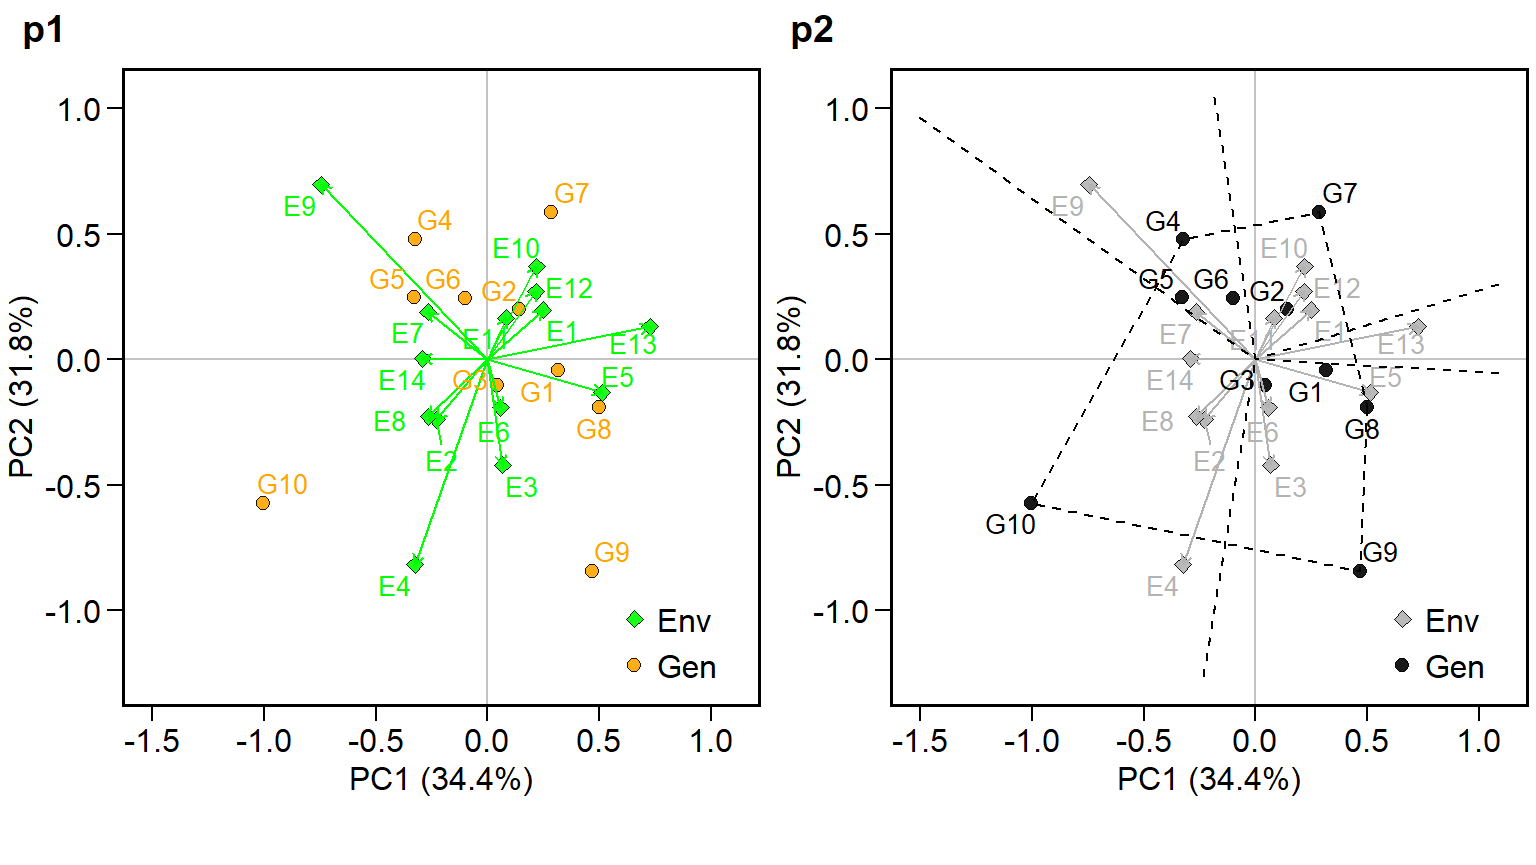 p1
1.0
0.5
0.0
-0.5
-1.0
PC2 (31.8%)
E9
G7
G4
E10
G5
G6
G2
E12
E7
E11
E1
E13
E14
G3
G1
E5
E8
E6
G8
E2
E3
G10
G9
E4
Env
Gen
-1.5
-1.0
-0.5
0.0
0.5
1.0
PC1 (34.4%)
p2
1.0
0.5
0.0
-0.5
-1.0
PC2 (31.8%)
E9
G7
G4
E10
G5
G6
G2
E12
E7
E1
E13
E14
G3
G1
E5
E8
E6
G8
E2
E3
G10
G9
E4
Env
Gen
-1.5
-1.0
-0.5
0.0
0.5
1.0
PC1 (34.4%)